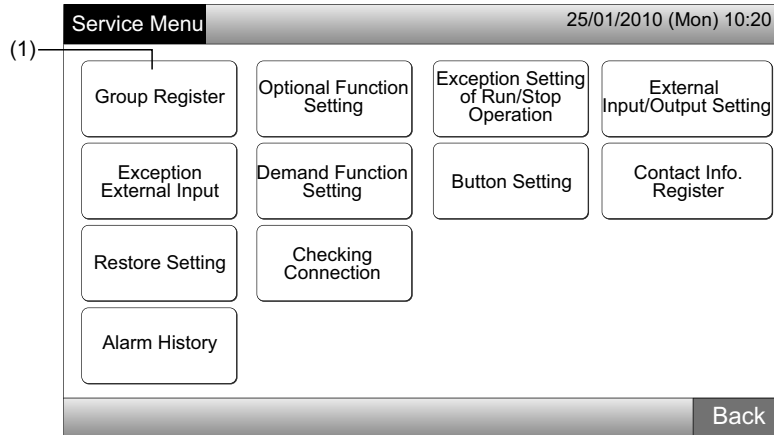 Service Menu
25/01/2010 (Mon) 10:20
(1)
Group Register
Optional Function
Setting
Exception Setting
of Run/Stop
Operation
External
Input/Output Setting
Exception
External Input
Demand Function
Setting
Button Setting
Contact Info.
Register
Restore Setting
Checking
Connection
Alarm History
Back